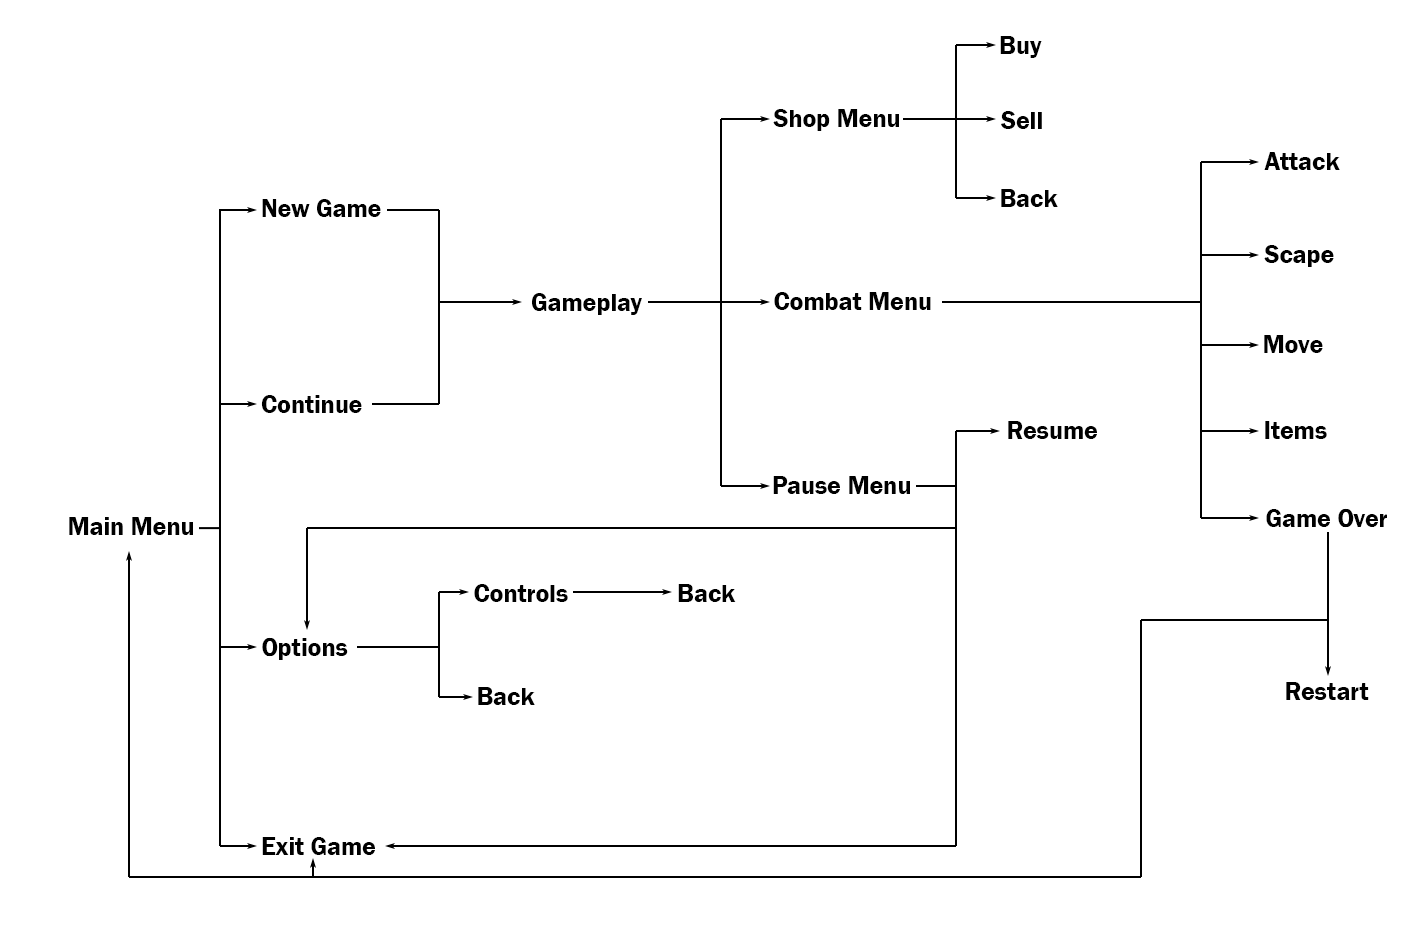 Buy
Shop Menu
Sell
Attack
Back
New Game
Scape
Gameplay
Combat Menu
Move
Continue
Resume
Items
Pause Menu
Game Over
Main Menu
Controls
Back
Options
Back
Restart
Exit Game